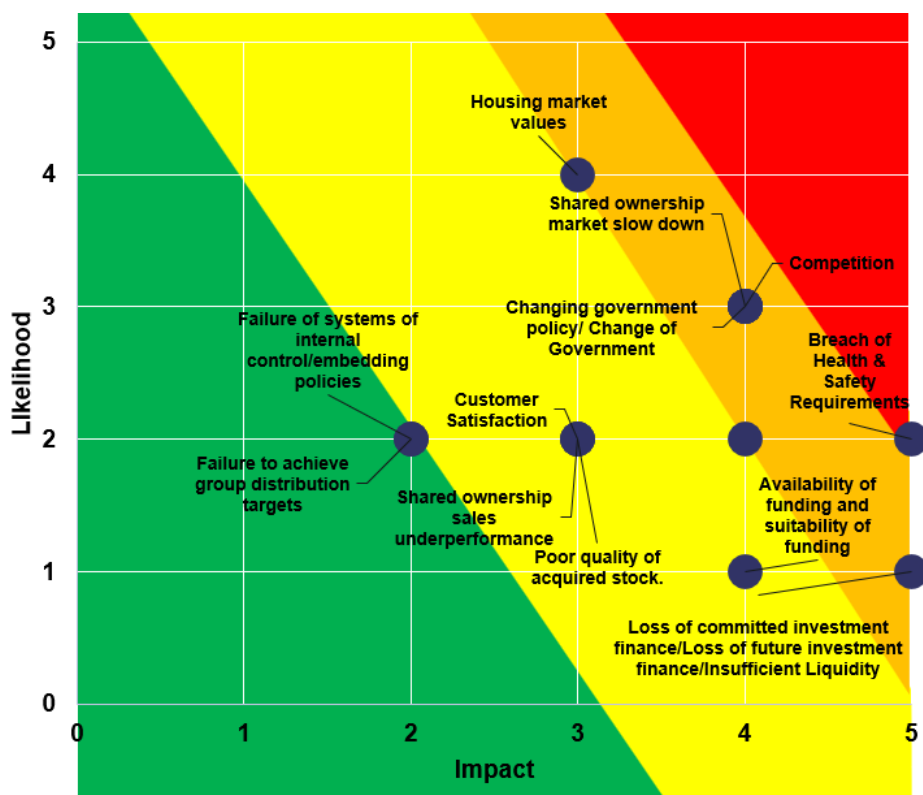 5
Housing market
values
4
Shared ownership
market slow down
Competition
3
Failure of systems of
internal
control/embedding
policies
Changing government
policy/ Change of
Government
Breach of
Health &
Safety
Requirements
Likelihood
Customer
Satisfaction
2
Failure to achieve
group distribution
targets
Shared ownership
sales
underperformance
Availability of
funding and
suitability of
funding
Poor quality of
acquired stock.
1
Loss of committed investment
finance/Loss of future investment
finance/Insufficient Liquidity
0
0
1
2
3
4
5
Impact